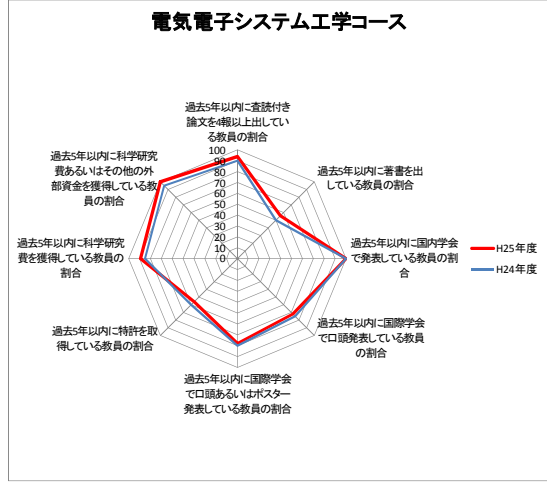 電気電子システム工学コース
過去5年以内に査読付き
論文を4報以上出してい
る教員の割合
過去5年以内に著書を出
している教員の割合
過去5年以内に国内学会
で発表している教員の割
合
過去5年以内に国際学会
で口頭発表している教員
の割合
過去5年以内に国際学会
で口頭あるいはポスター
発表している教員の割合
過去5年以内に特許を取
得している教員の割合
過去5年以内に科学研究
費を獲得している教員の
割合
過去5年以内に科学研究
費あるいはその他の外
部資金を獲得している教
員の割合
100
90
80
70
60
50
40
30
20
10
0
H25年度
H24年度